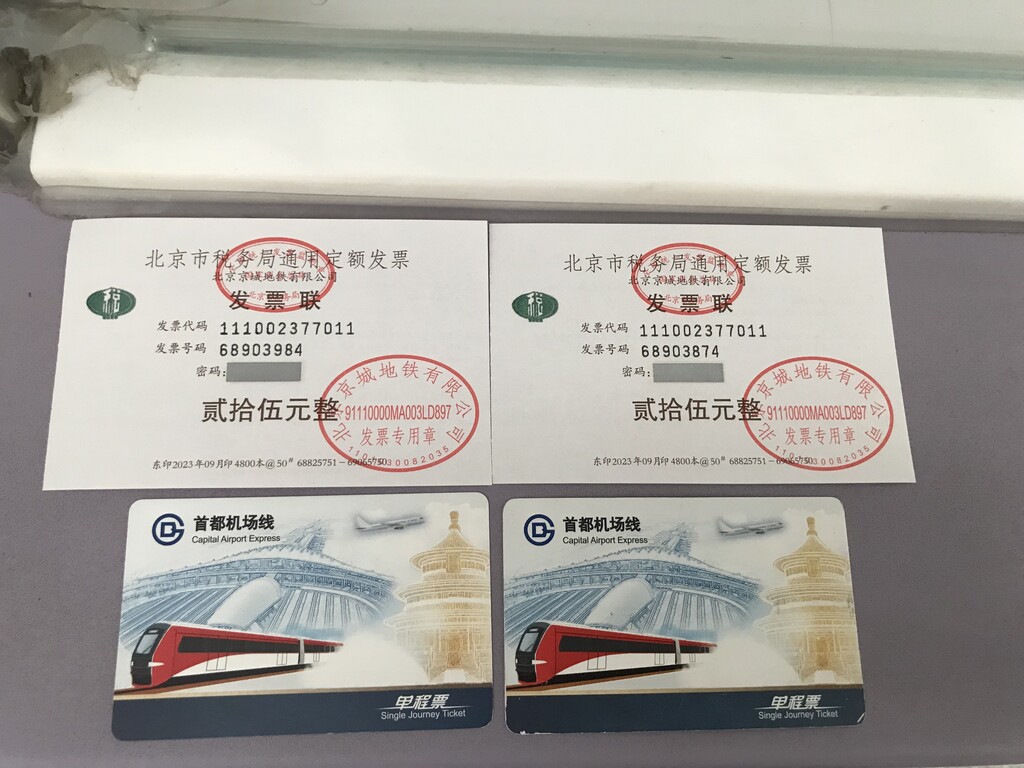 北京市税务局通用定额发票
北京京城地铁有限公司
发票联
发票代码 111002377011
发票号码 68903984
密码:
贰拾伍元整
北京京城地铁有限公司
91110000MA003LD897
发票专用章
东印2023年09月印4800本@50# 68825751-69065750
税
北京市税务局通用定额发票
北京京城地铁有限公司
发票联
发票代码 111002377011
发票号码 68903874
密码:
贰拾伍元整
北京京城地铁有限公司
91110000MA003LD897
发票专用章
东印2023年09月印4800本@50# 68825751-69065750
税
首都机场线
Capital Airport Express
单程票
Single Journey Ticket
首都机场线
Capital Airport Express
单程票
Single Journey Ticket